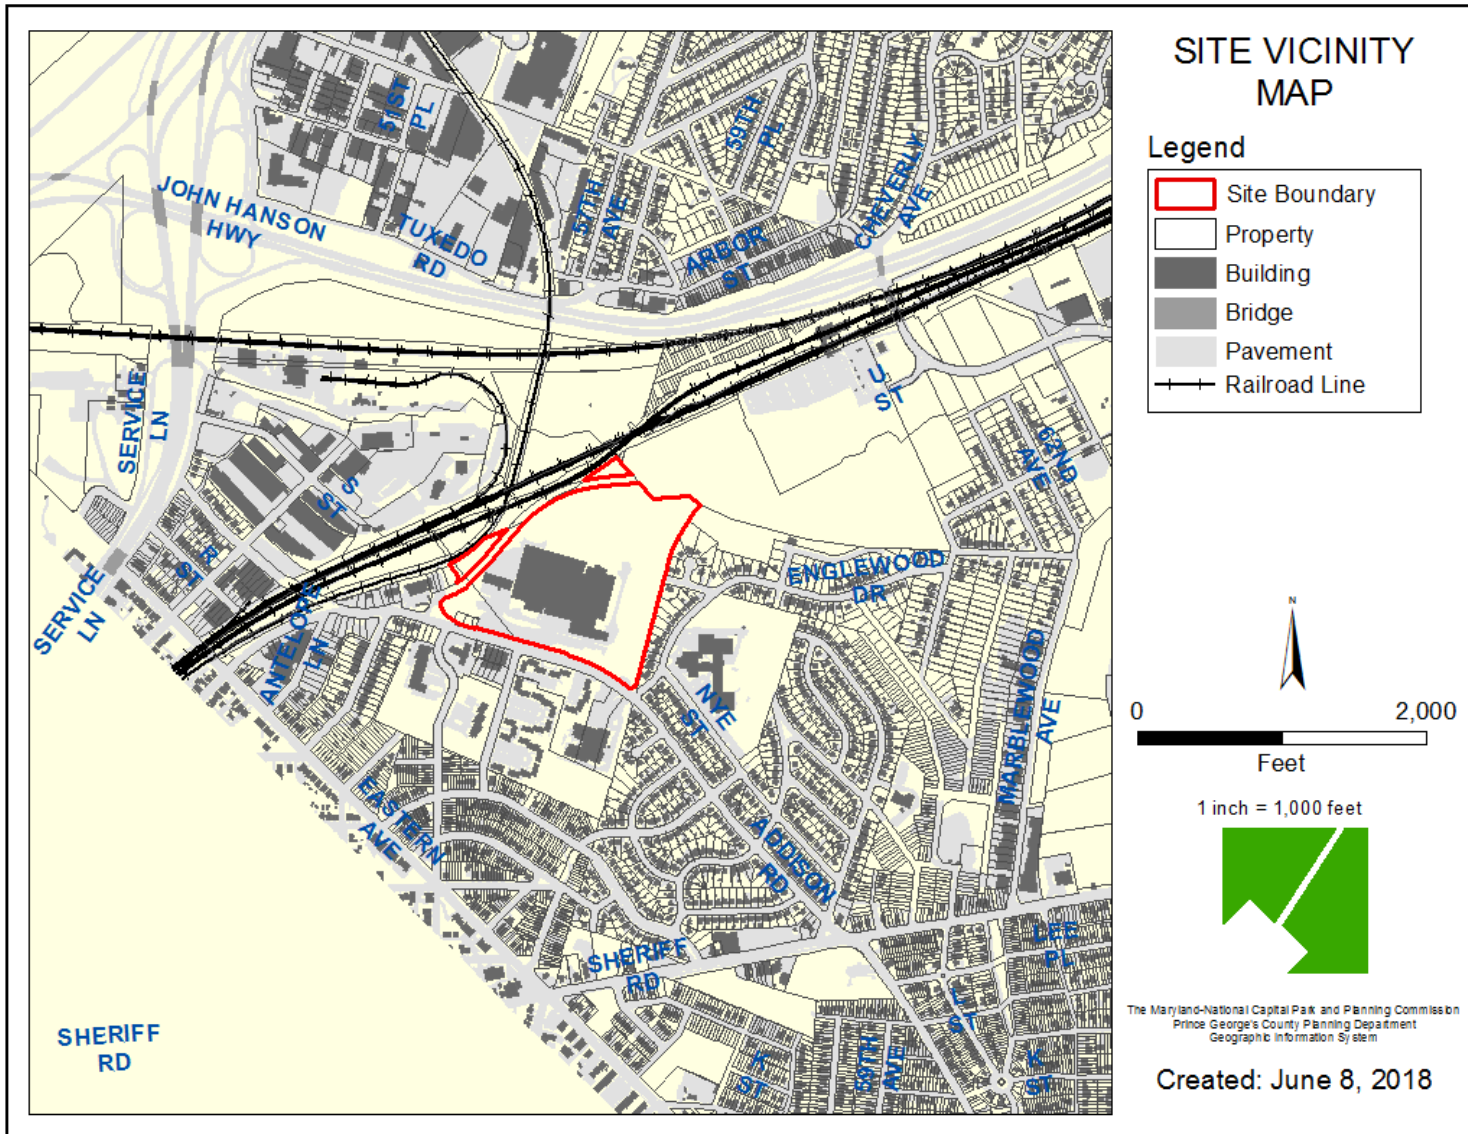 SITE VICINITY
MAP
Legend
Site Boundary
Property
Building
Bridge
Pavement
Railroad Line
51ST
PL
59TH
PL
CHEVERLY
AVE
JOHN HANSON
HWY
TUXEDO
RD
57TH
AVE
ARBOR
ST
SERVICE
LN
U
ST
62ND
AVE
S
ST
R
ST
SERVICE
LN
ANTELOPE
LN
ENGLEWOOD
DR
NYE
ST
MARBLEWOOD
AVE
EASTERN
AVE
ADDISON
RD
SHERIFF
RD
LEE
PL
L
ST
SHERIFF
RD
K
ST
59TH
AVE
K
ST
N
0 2,000
Feet
1 inch = 1,000 feet
The Maryland-National Capital Park and Planning Commission
Prince George's County Planning Department
Geographic Information System
Created: June 8, 2018